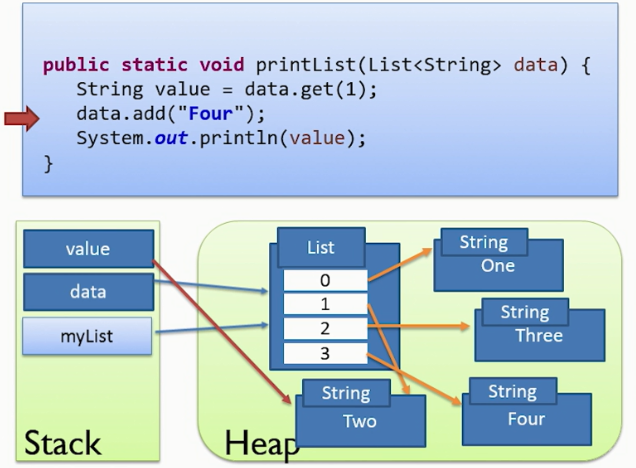 public static void printList(List<String> data) {
String value = data.get(1);
data.add("Four");
System.out.println(value);
}
value
data
myList
Stack
List
0
1
2
3
String
One
String
Three
String
Two
String
Four
Heap